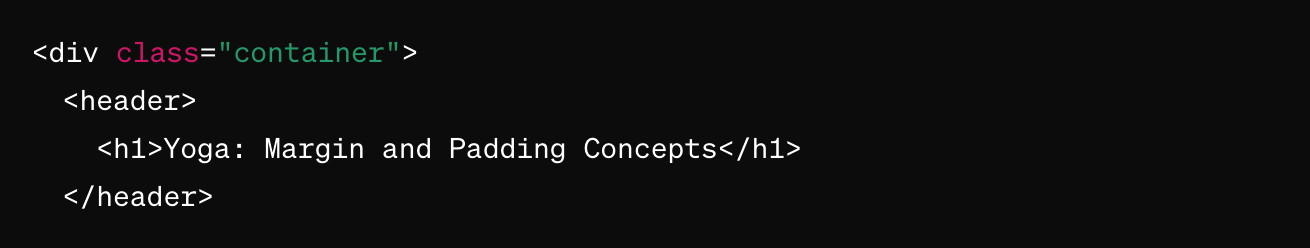 <div class="container">
<header>
<h1>Yoga: Margin and Padding Concepts</h1>
</header>